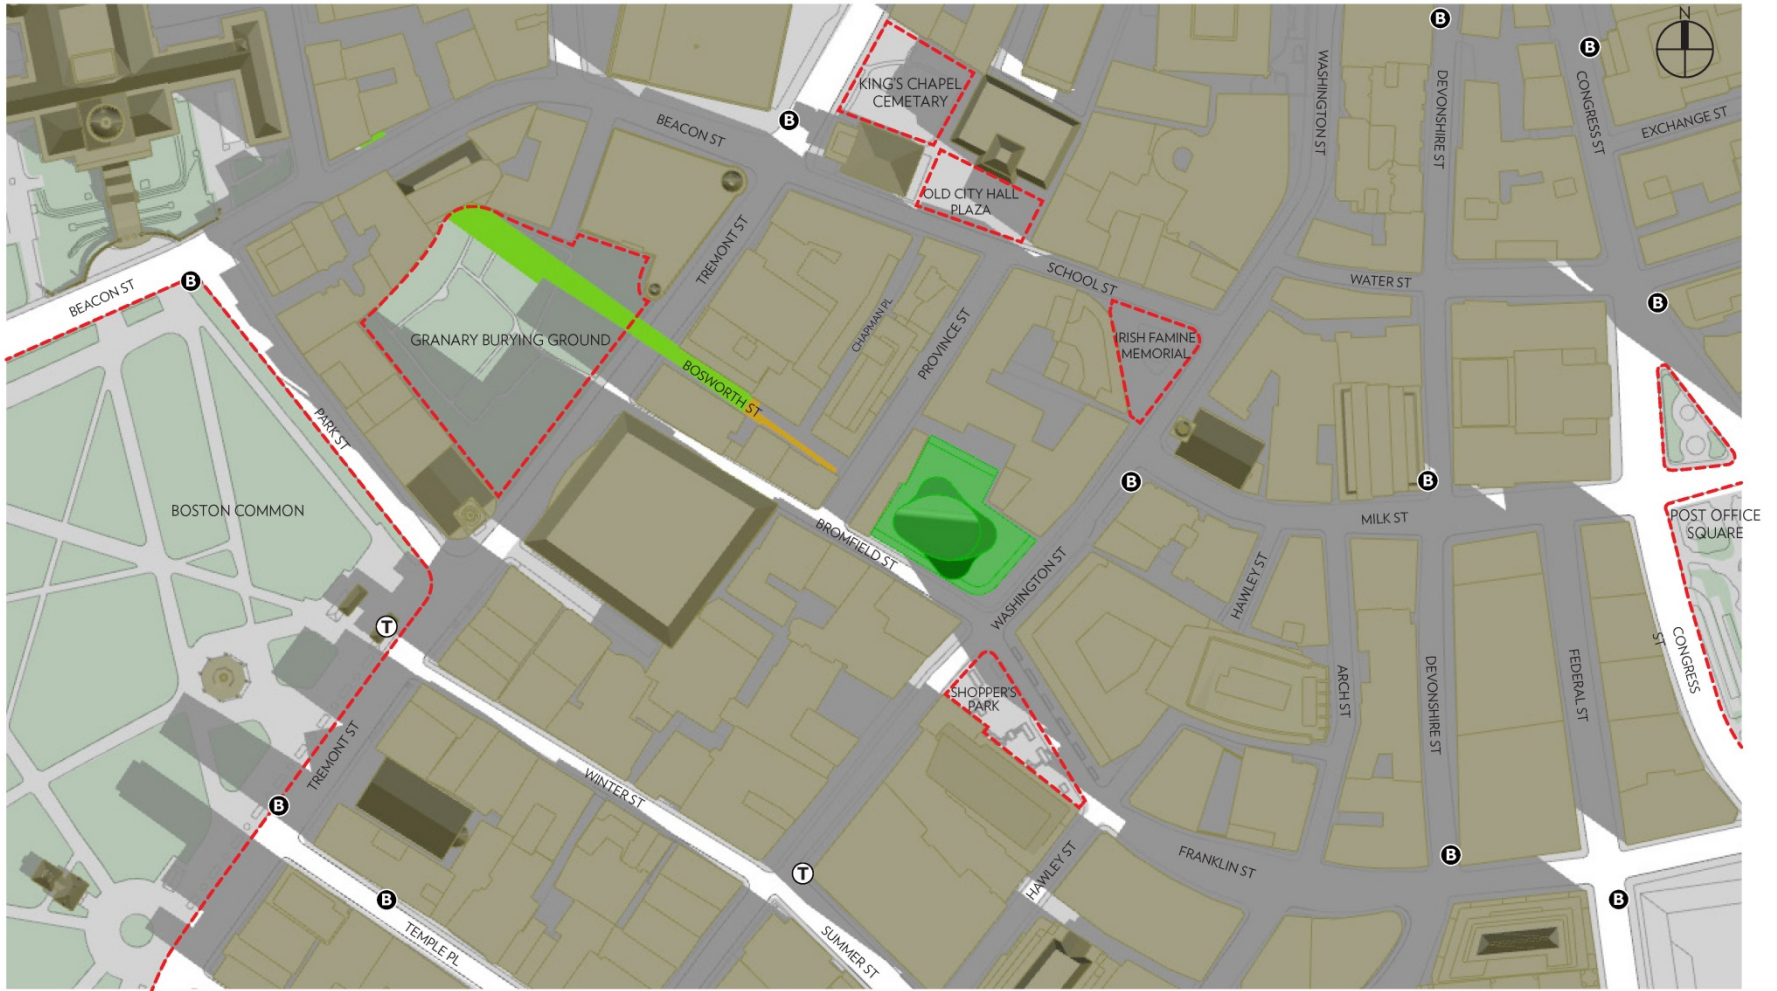 N
B
B
KING'S CHAPEL
CEMETARY
B
BEACON ST
WASHINGTON ST
DEVONSHIRE ST
CONGRESS ST
EXCHANGE ST
OLD CITY HALL
PLAZA
TREMONT ST
SCHOOL ST
WATER ST
B
BEACON ST
B
GRANARY BURYING GROUND
CHAPMAN PL
PROVINCE ST
IRISH FAMINE
MEMORIAL
BOSWORTH ST
PARK ST
B
B
BOSTON COMMON
BROMFIELD ST
MILK ST
POST OFFICE
SQUARE
WASHINGTON ST
HAWLEY ST
T
SHOPPER'S
PARK
ARCH ST
DEVONSHIRE ST
FEDERAL ST
CONGRESS
ST
TREMONT ST
B
WINTER ST
T
HAWLEY ST
FRANKLIN ST
B
B
B
TEMPLE PL
SUMMER ST